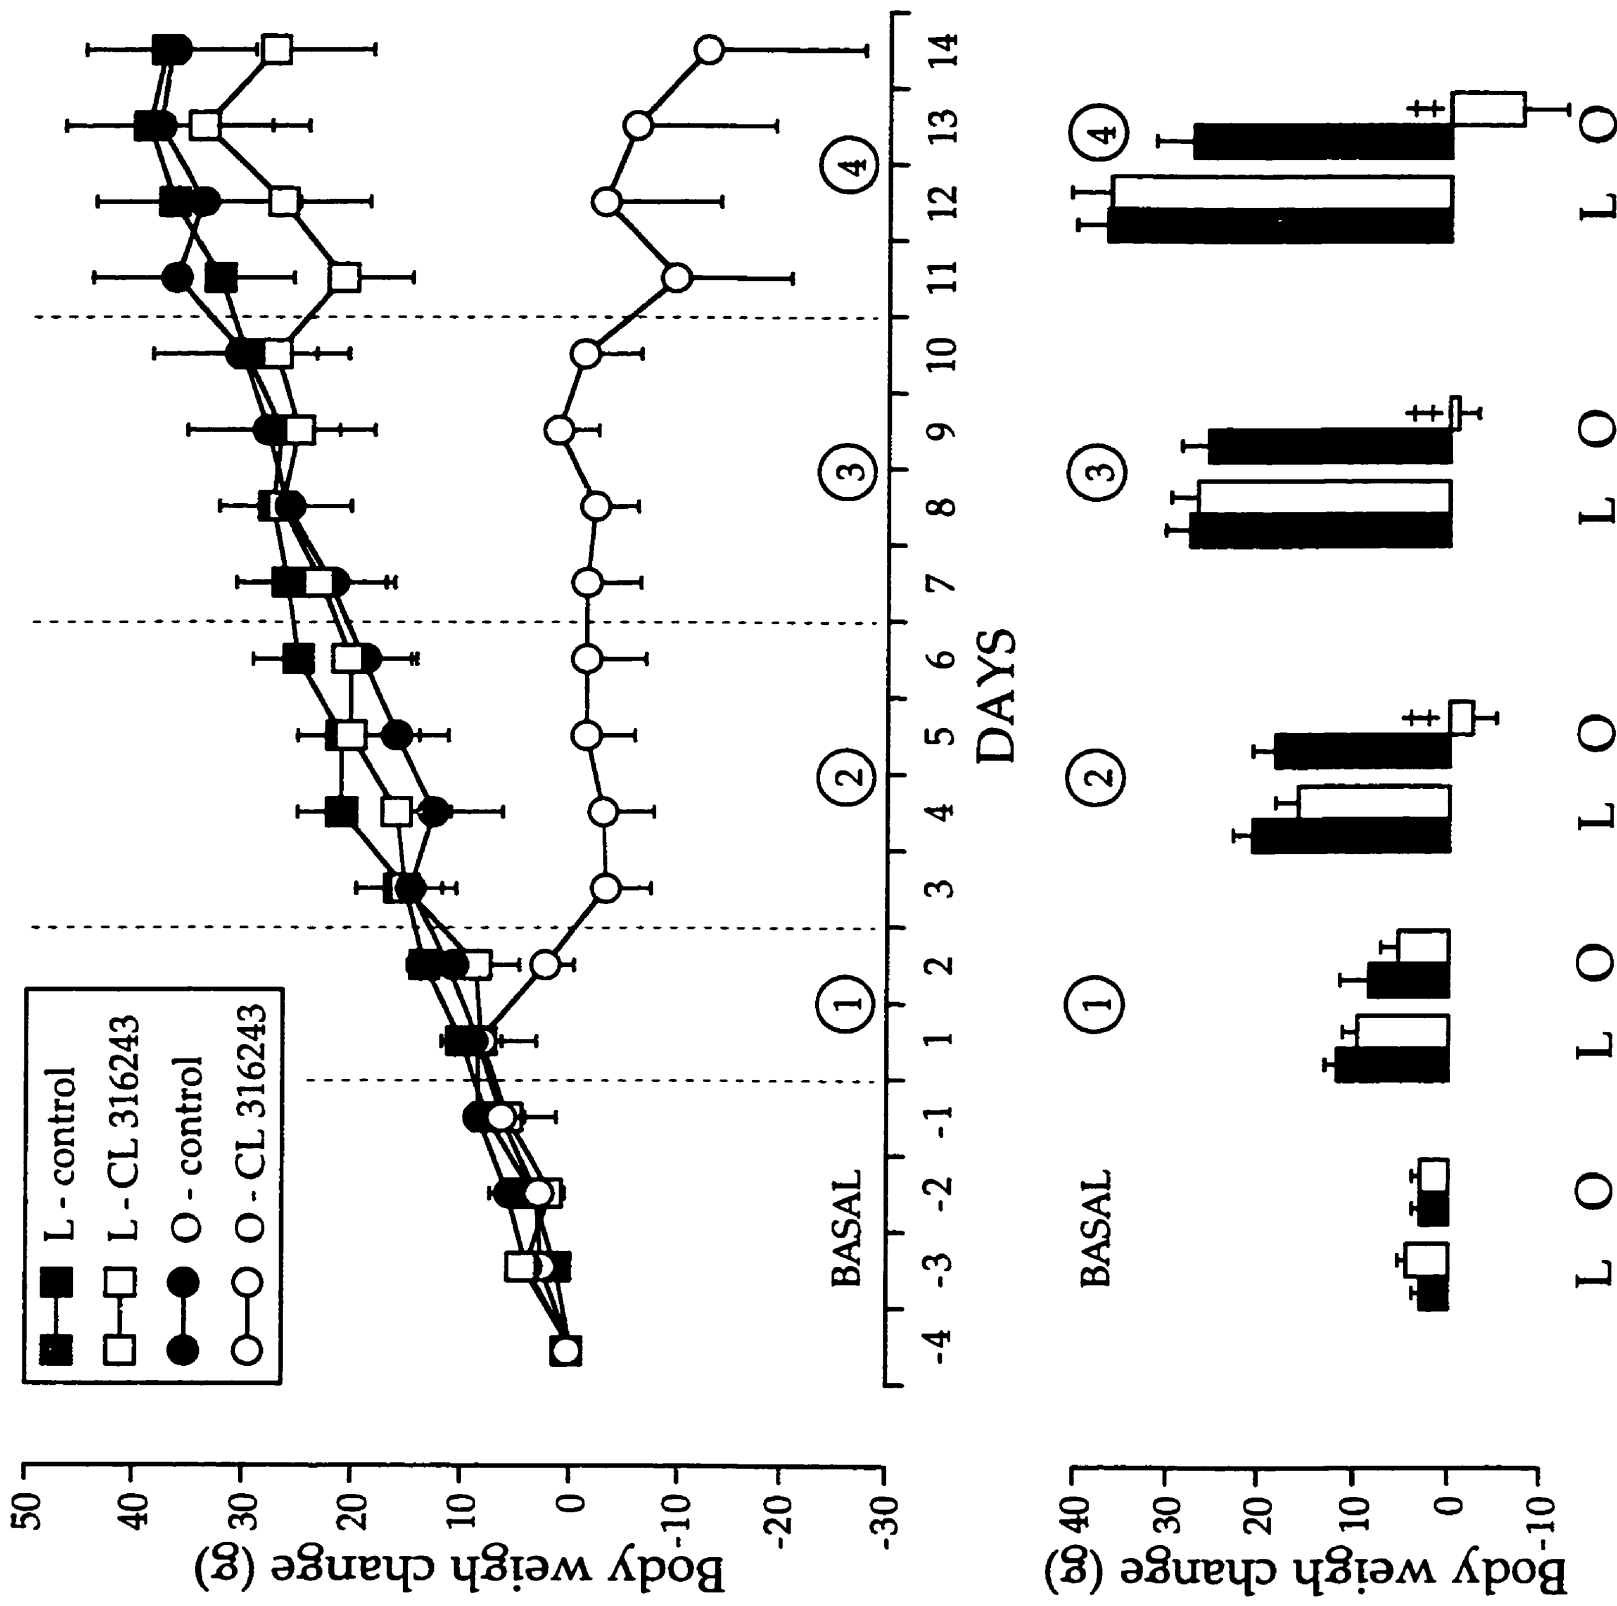 L - control
L - CL 316243
O - control
O - CL 316243
50
40
30
20
10
0
-10
-20
-30
Body weigh change (g)
BASAL 1 2 3 4
-4 -3 -2 -1 1 2 3 4 5 6 7 8 9 10 11 12 13 14
DAYS
40
30
20
10
0
-10
Body weigh change (g)
BASAL 1 2 3 4
‡ ‡ ‡
L O L O L O L O L O